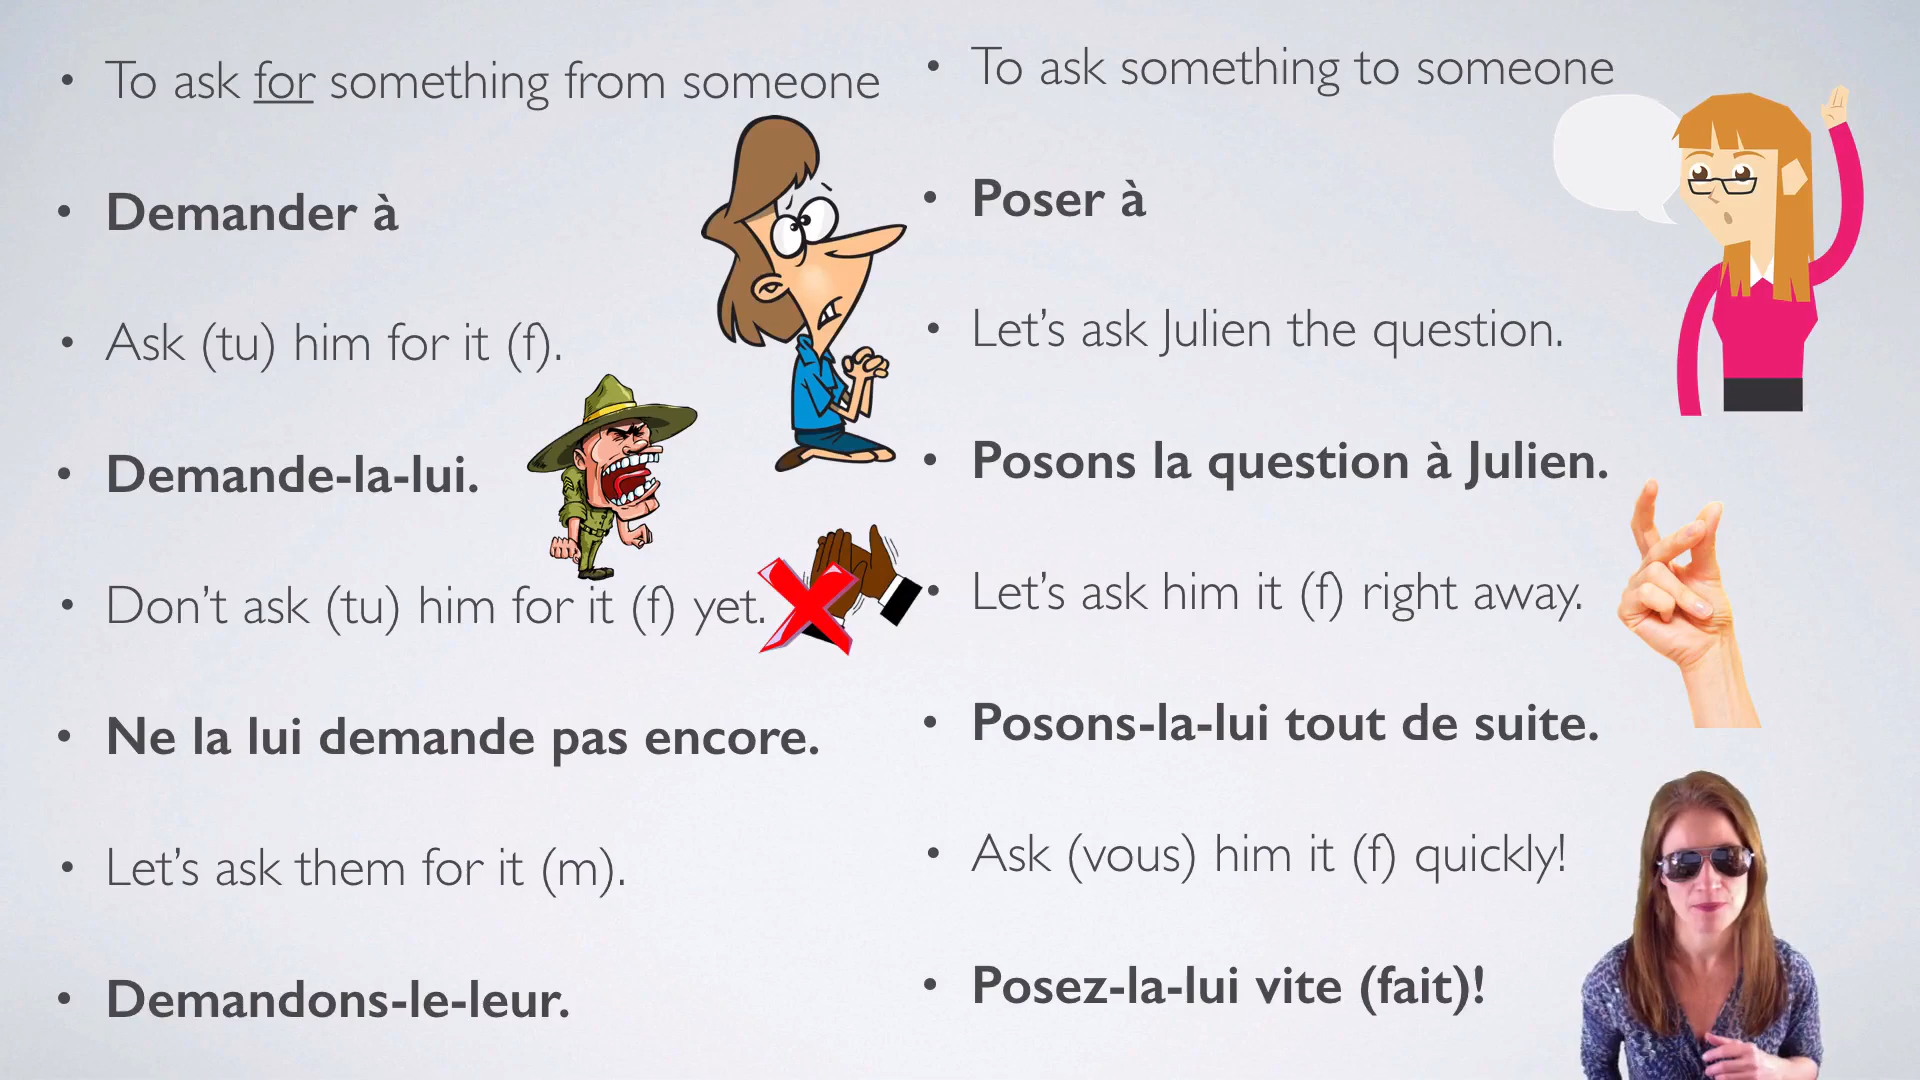 • To ask for something from someone
• Demander à
• Ask (tu) him for it (f).
• Demande-la-lui.
• Don't ask (tu) him for it (f) yet.
• Ne la lui demande pas encore.
• Let's ask them for it (m).
• Demandons-le-leur.
• To ask something to someone
• Poser à
• Let's ask Julien the question.
• Posons la question à Julien.
• Let's ask him it (f) right away.
• Posons-la-lui tout de suite.
• Ask (vous) him it (f) quickly!
• Posez-la-lui vite (fait)!